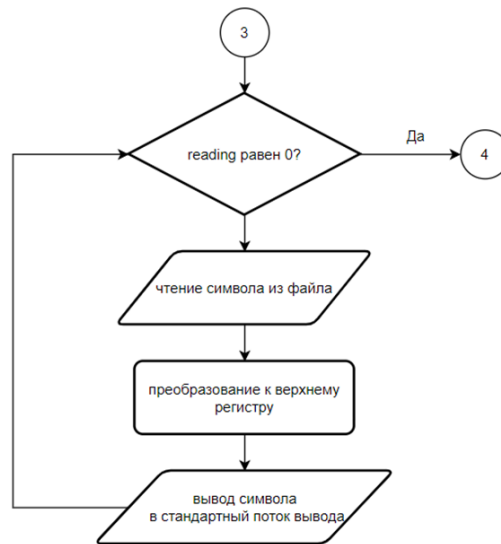 3
reading равен 0?
Да
4
чтение символа из файла
преобразование к верхнему
регистру
вывод символа
в стандартный поток вывода